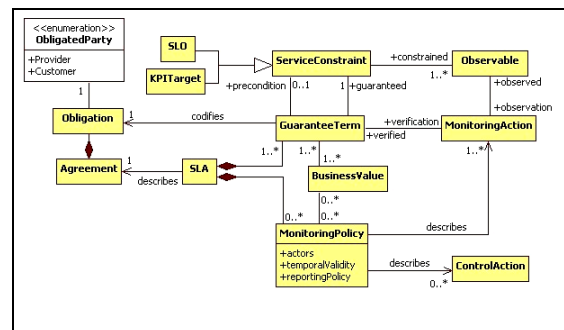 <<enumeration>>
ObligatedParty
+Provider
+Customer
SLO
KPITarget
ServiceConstraint
+constrained
1..*
Observable
+precondition
0..1
1
+guaranteed
+observed
+observation
1
Obligation
1
codifies
GuaranteeTerm
+verification
+verified
MonitoringAction
1..*
1..*
1..*
1..*
Agreement
1
describes
SLA
BusinessValue
0..*
0..*
0..*
MonitoringPolicy
+actors
+temporalValidity
+reportingPolicy
describes
describes
0..*
ControlAction